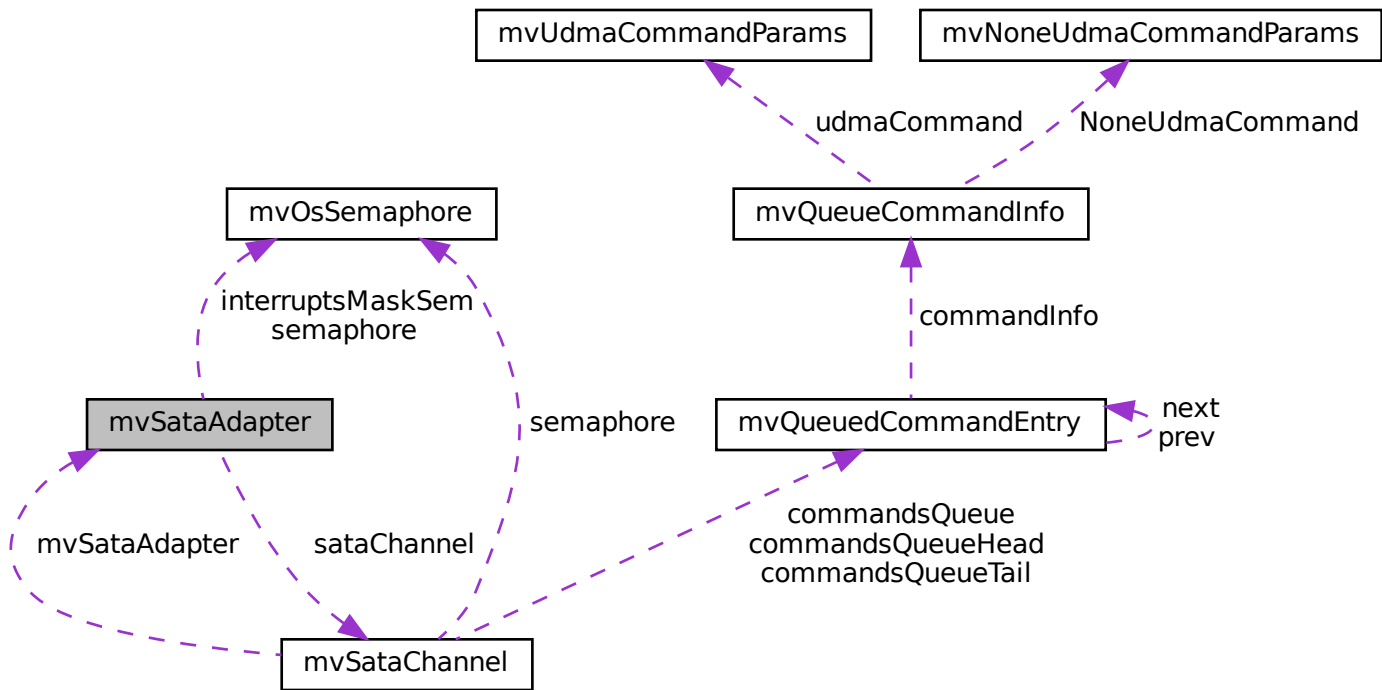 mvUdmaCommandParams
mvNoneUdmaCommandParams
udmaCommand
NoneUdmaCommand
mvOsSemaphore
mvQueueCommandInfo
interruptsMaskSem
semaphore
commandInfo
mvSataAdapter
semaphore
mvQueuedCommandEntry
next
prev
mvSataAdapter
sataChannel
commandsQueue
commandsQueueHead
commandsQueueTail
mvSataChannel